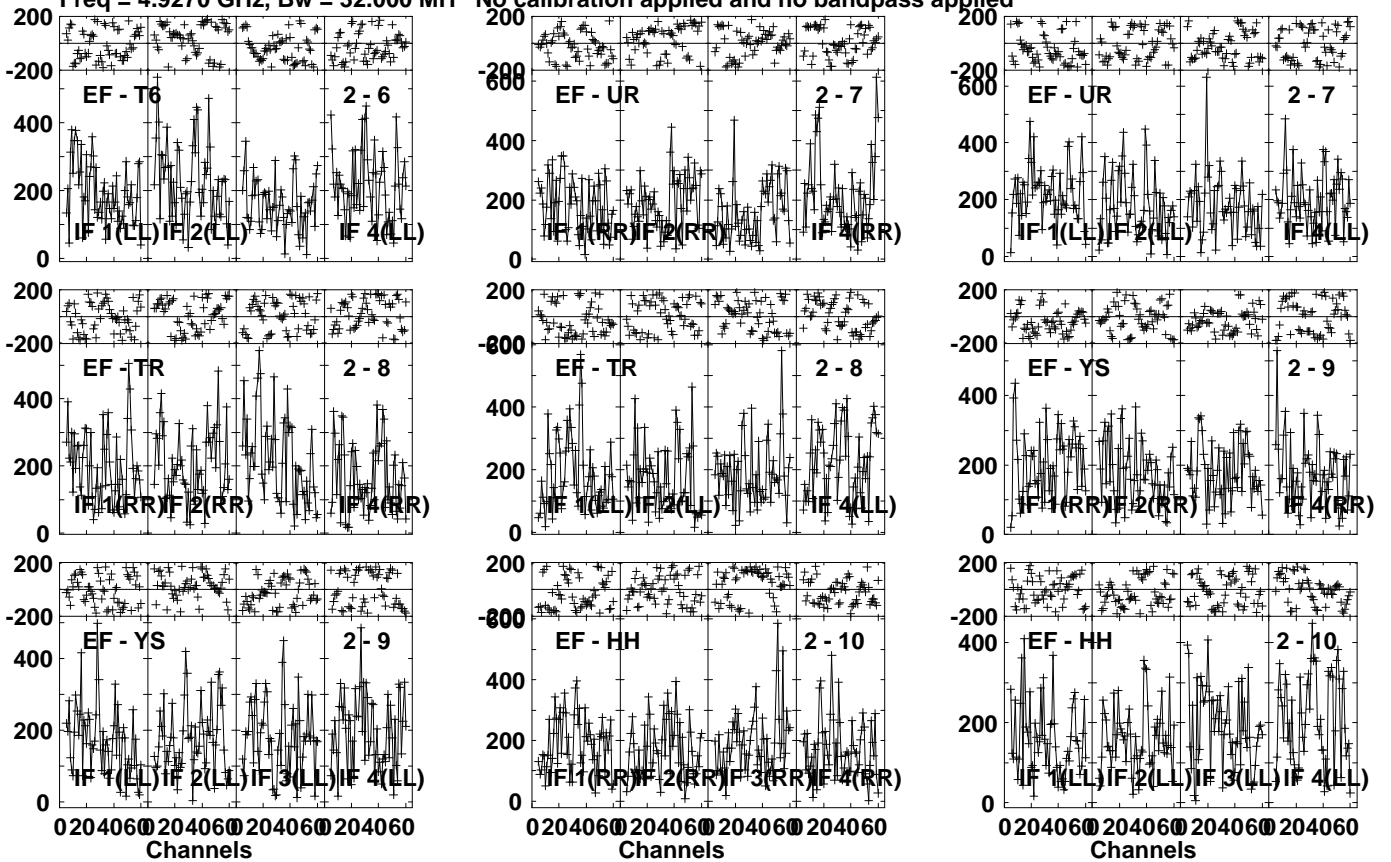 Freq = 4.9270 GHz, Bw = 32.000 MH No calibration applied and no bandpass applied
200
-200
EF - T6 2 - 6
400
200
0
IF 1(LL) IF 2(LL) IF 4(LL)
200
-200
600
EF - UR 2 - 7
400
200
0
IF 1(RR) IF 2(RR) IF 4(RR)
200
-200
600
EF - UR 2 - 7
400
200
0
IF 1(LL) IF 2(LL) IF 4(LL)
200
-200
EF - TR 2 - 8
400
200
0
IF 1(RR) IF 2(RR) IF 4(RR)
200
-200
600
EF - TR 2 - 8
400
200
0
IF 1(LL) IF 2(LL) IF 4(LL)
200
-200
EF - YS 2 - 9
400
200
0
IF 1(RR) IF 2(RR) IF 4(RR)
200
-200
EF - YS 2 - 9
400
200
0
IF 1(LL) IF 2(LL) IF 3(LL) IF 4(LL)
0 20 40 60 0 20 40 60 0 20 40 60 0 20 40 60
Channels
200
-200
600
EF - HH 2 - 10
400
200
0
IF 1(RR) IF 2(RR) IF 3(RR) IF 4(RR)
0 20 40 60 0 20 40 60 0 20 40 60 0 20 40 60
Channels
200
-200
EF - HH 2 - 10
400
200
0
IF 1(LL) IF 2(LL) IF 3(LL) IF 4(LL)
0 20 40 60 0 20 40 60 0 20 40 60 0 20 40 60
Channels